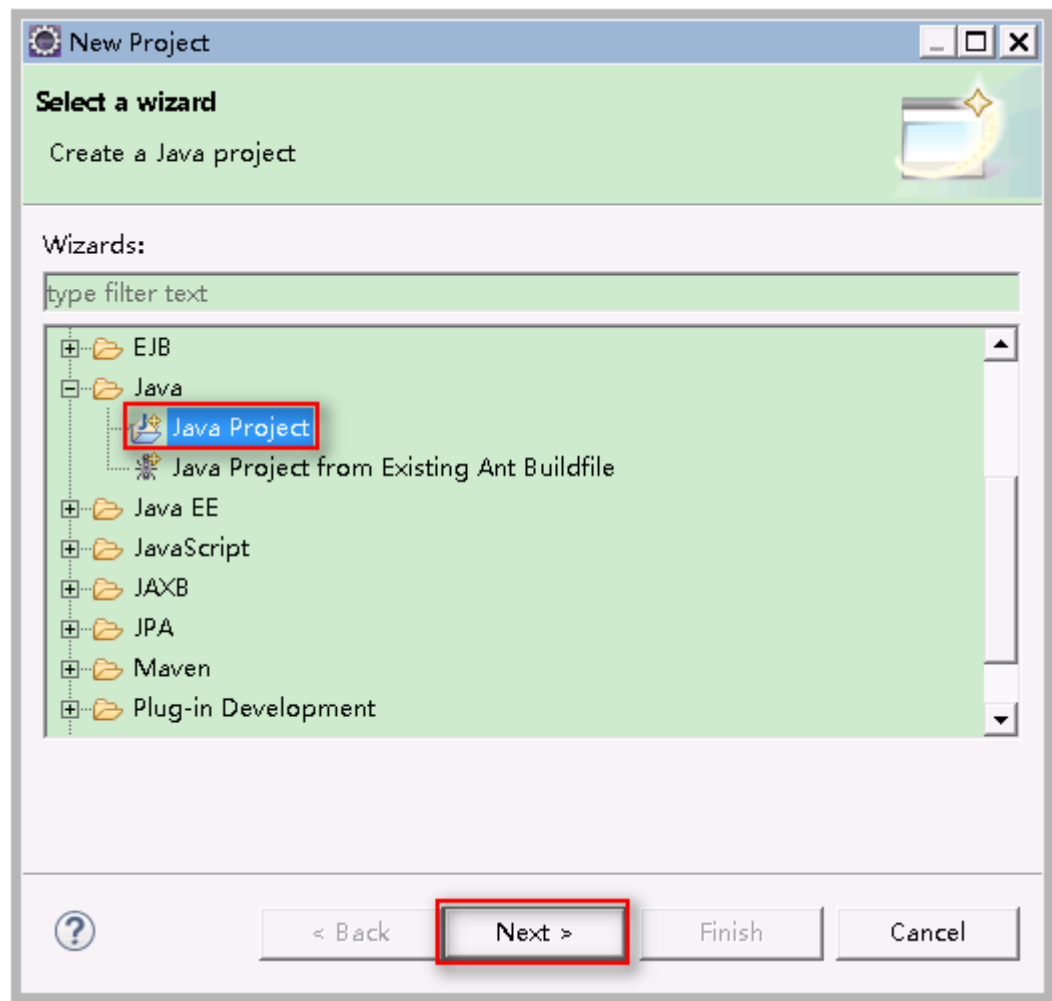 New Project
Select a wizard
Create a Java project
Wizards:
type filter text
EJB
Java
Java Project
Java Project from Existing Ant Buildfile
Java EE
JavaScript
JAXB
JPA
Maven
Plug-in Development
? < Back Next > Finish Cancel